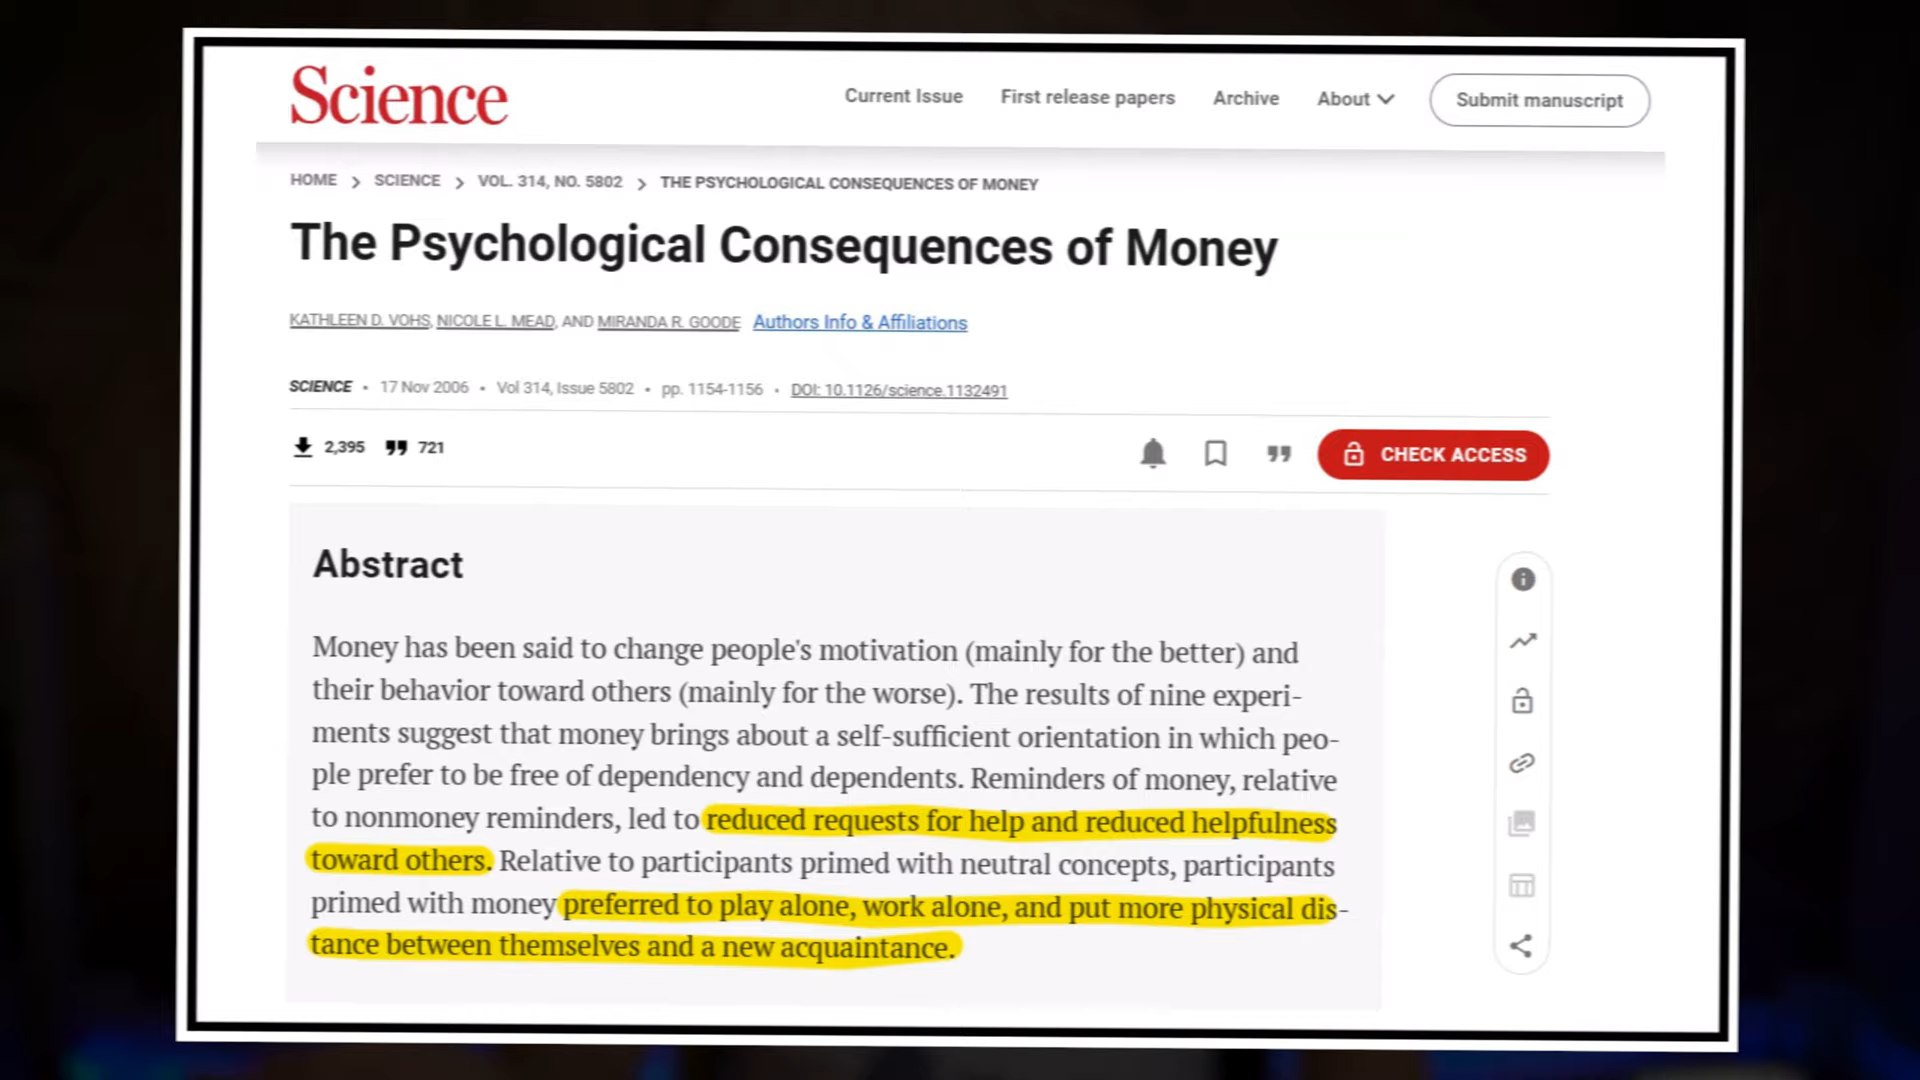 Science
Current Issue First release papers Archive About Submit manuscript
HOME > SCIENCE > VOL. 314, NO. 5802 > THE PSYCHOLOGICAL CONSEQUENCES OF MONEY
The Psychological Consequences of Money
KATHLEEN D. VOHS, NICOLE L. MEAD, AND MIRANDA R. GOODE Authors Info & Affiliations
SCIENCE • 17 Nov 2006 • Vol 314, Issue 5802 • pp. 1154-1156 • DOI: 10.1126/science.1132491
2,395 721
CHECK ACCESS
Abstract
Money has been said to change people's motivation (mainly for the better) and
their behavior toward others (mainly for the worse). The results of nine experi-
ments suggest that money brings about a self-sufficient orientation in which peo-
ple prefer to be free of dependency and dependents. Reminders of money, relative
to nonmoney reminders, led to reduced requests for help and reduced helpfulness
toward others. Relative to participants primed with neutral concepts, participants
primed with money preferred to play alone, work alone, and put more physical dis-
tance between themselves and a new acquaintance.